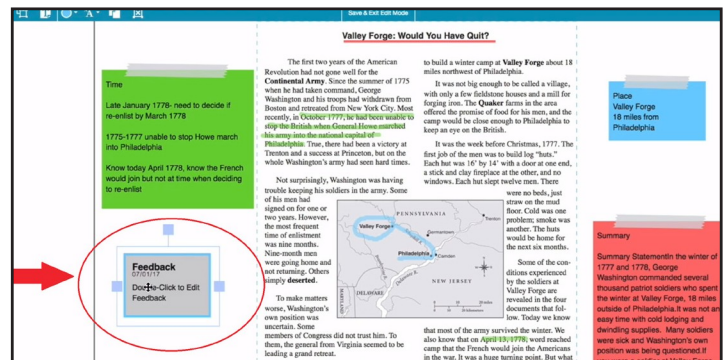 Save & Exit Edit Mode
Valley Forge: Would You Have Quit?
Time
Late January 1778- need to decide if
re-enlist by March 1778
1775-1777 unable to stop Howe march
into Philadelphia
Know today April 1778, know the French
would join but not at time when deciding
to re-enlist
Feedback
07/01/17
Double-Click to Edit
Feedback
The first two years of the American
Revolution had not gone well for the
Continental Army. Since the summer of 1775
when he had taken command, George
Washington and his troops had withdrawn from
Boston and retreated from New York City. Most
recently, in October 1777, he had been unable to
stop the British when General Howe marched
his army into the national capital of
Philadelphia. True, there had been a victory at
Trenton and a success at Princeton, but on the
whole Washington's army had seen hard times.
Not surprisingly, Washington was having
trouble keeping his soldiers in the army. Some
of his men had
signed on for one or
two years. However,
the most frequent
time of enlistment
was nine months.
Nine-month men
were going home and
not returning. Others
simply deserted.
To make matters
worse, Washington's
own position was
uncertain. Some
members of Congress did not trust him. To
them, the general from Virginia seemed to be
leading a grand retreat.
to build a winter camp at Valley Forge about 18
miles northwest of Philadelphia.
It was not big enough to be called a village,
with only a few fieldstone houses and a mill for
forging iron. The Quaker farms in the area
offered the promise of food for his men, and the
camp would be close enough to Philadelphia to
keep an eye on the British.
It was the week before Christmas, 1777. The
first job of the men was to build log "huts."
Each hut was 16' by 14' with a door at one end,
a stick and clay fireplace at the other, and no
windows. Each hut slept twelve men. There
were no beds, just
straw on the mud
floor. Cold was one
problem; smoke was
another. The huts
would be home for
the next six months.
Some of the con-
ditions experienced
by the soldiers at
Valley Forge are
revealed in the four
documents that fol-
low. Today we know
that most of the army survived the winter. We
also know that on April 13, 1778, word reached
camp that the French would join the Americans
in the war. It was a huge turning point. But what
PENNSYLVANIA
Valley Forge
Germantown
Trenton
Philadelphia
Camden
NEW JERSEY
DELAWARE
MARYLAND
Place
Valley Forge
18 miles from
Philadelphia
Summary
Summary StatementIn the winter of
1777 and 1778, George
Washington commanded several
thousand patriot soldiers who spent
the winter at Valley Forge, 18 miles
outside of Philadelphia.It was not an
easy time with cold lodging and
dwindling supplies. Many soldiers
were sick and Washington's own
position was being questioned.If